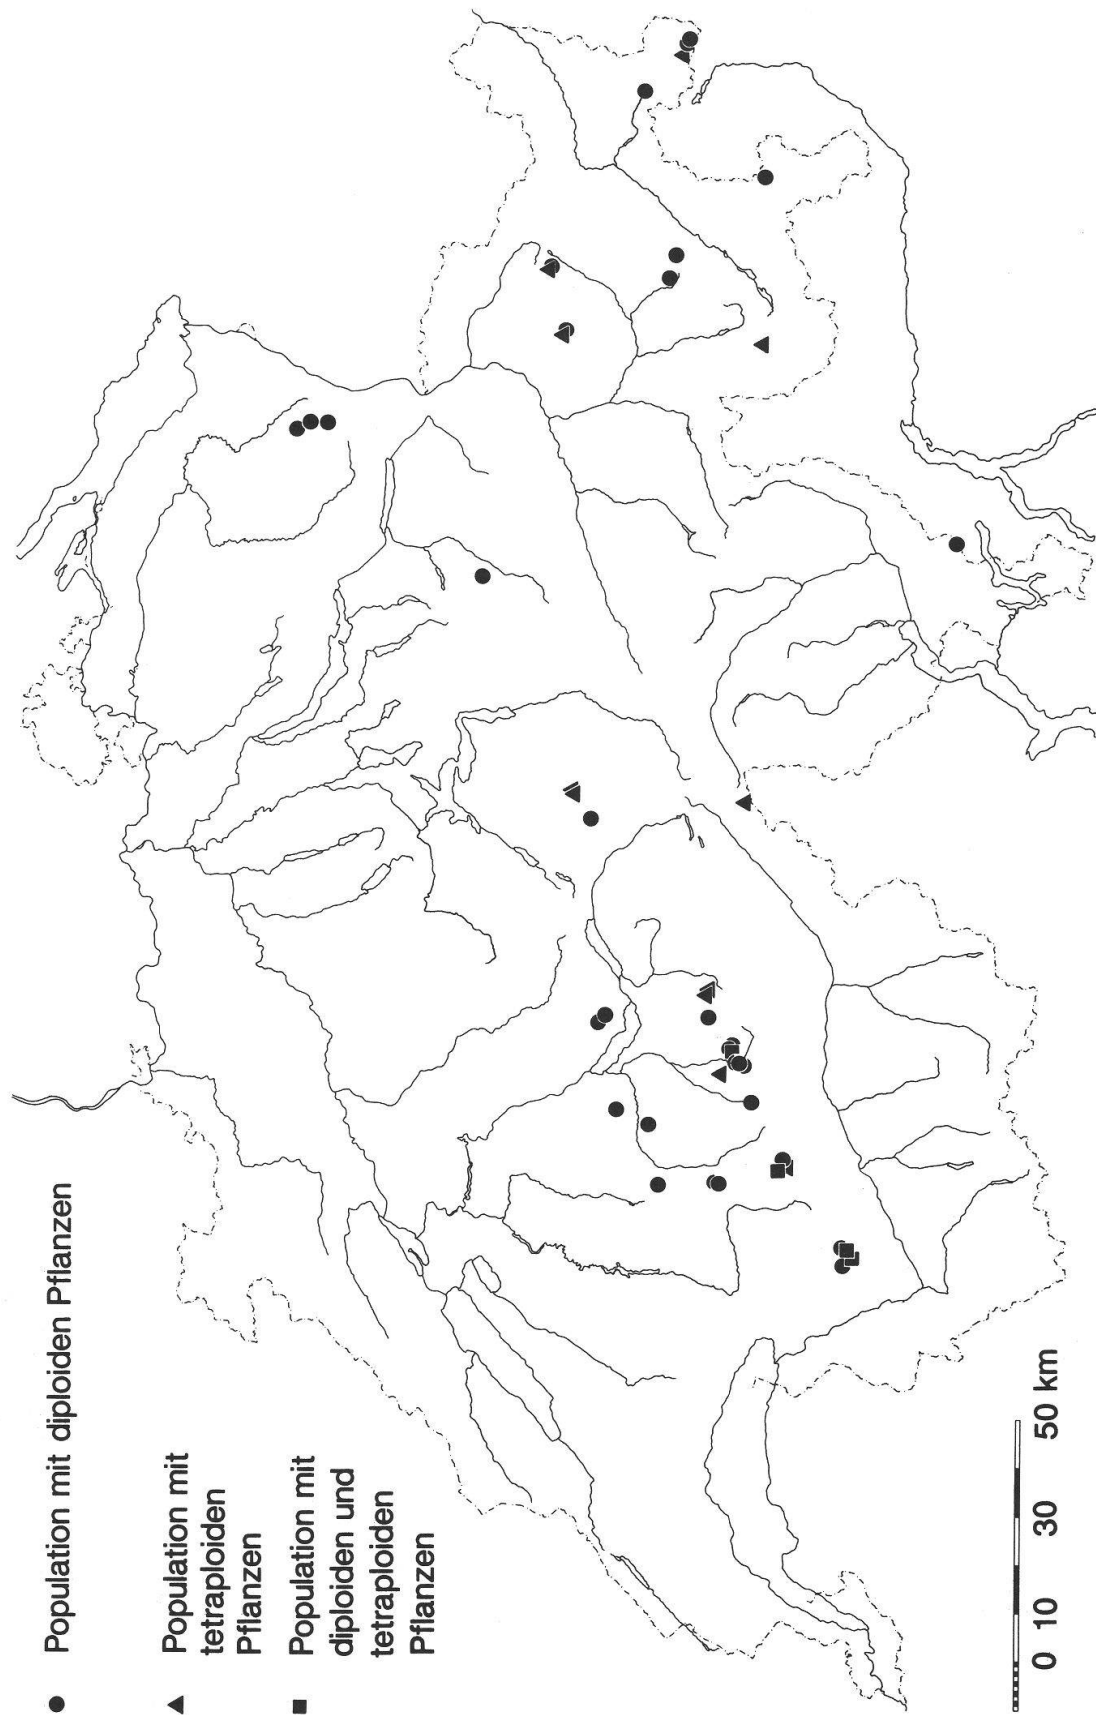 Population mit diploiden Pflanzen
Population mit
tetraploiden
Pflanzen
Population mit
diploiden und
tetraploiden
Pflanzen
0 10 30 50 km